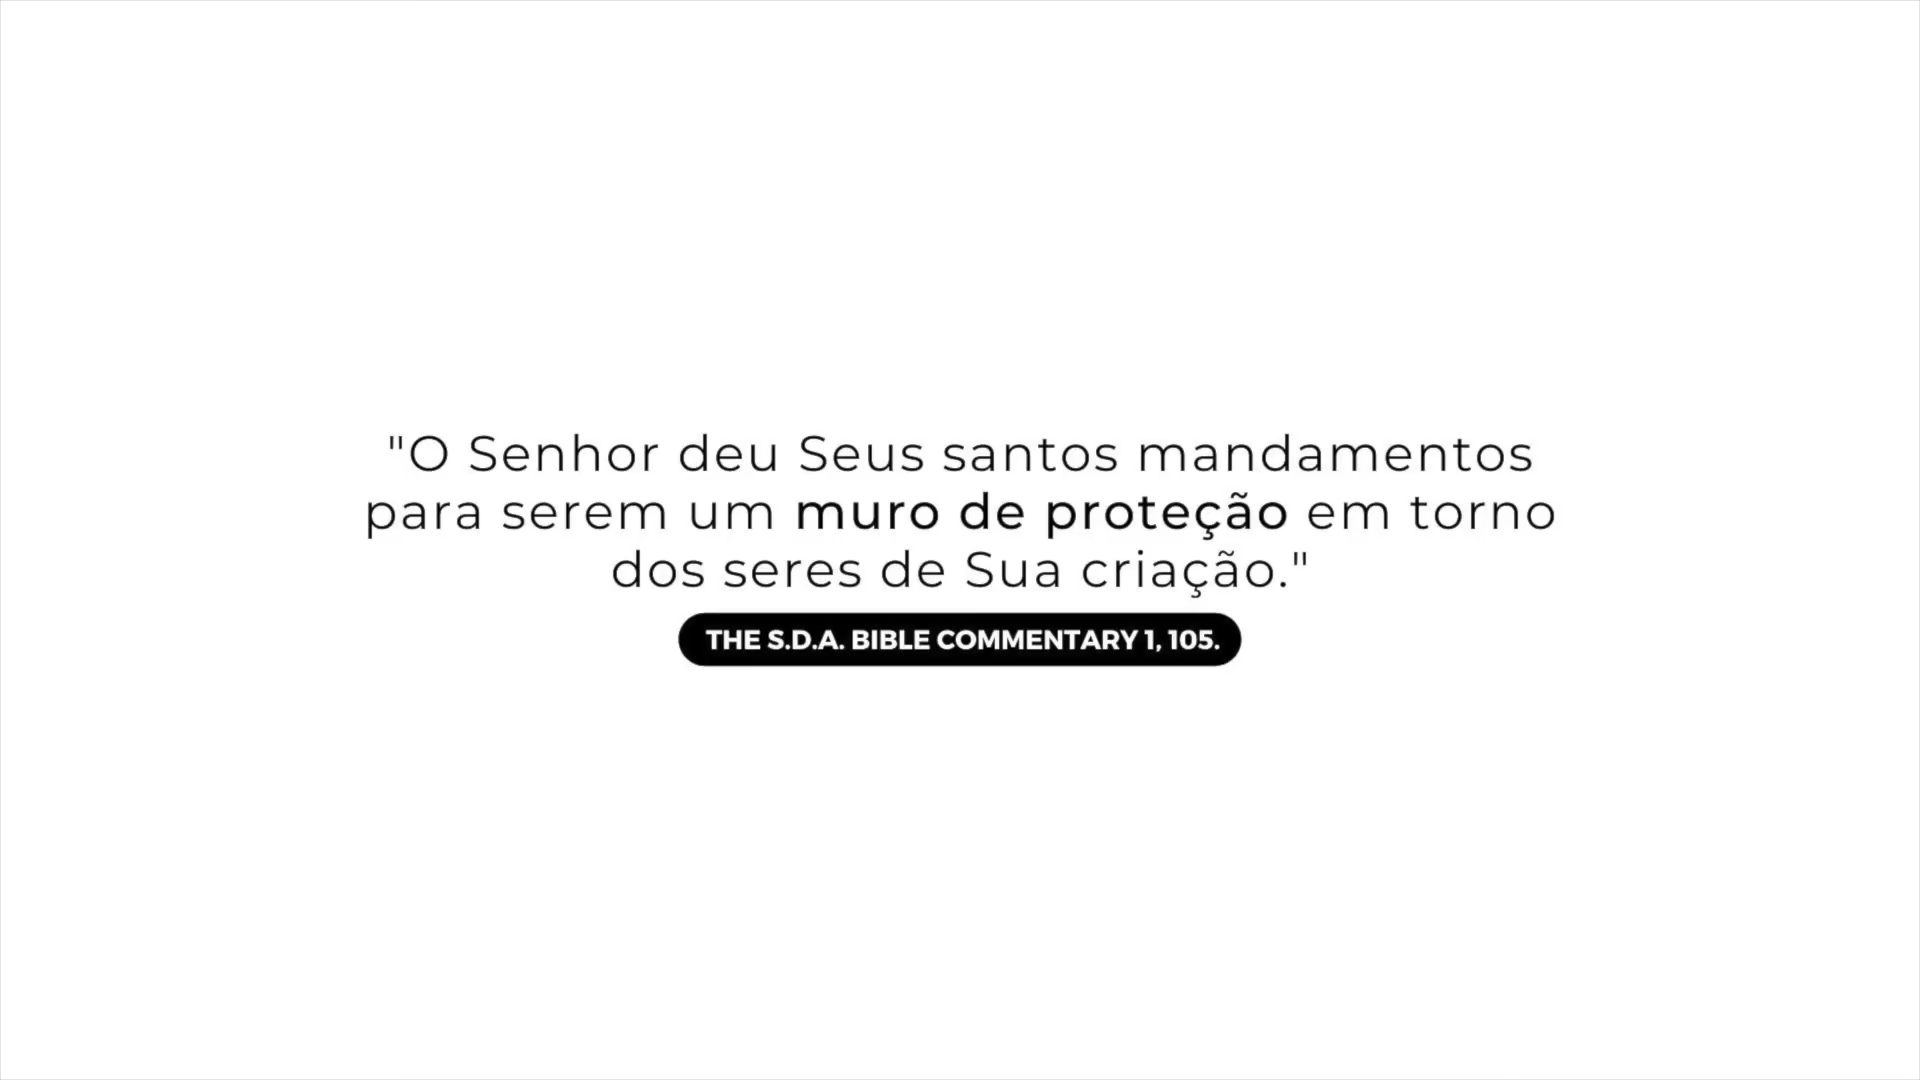 "O Senhor deu Seus santos mandamentos
para serem um muro de proteção em torno
dos seres de Sua criação."
THE S.D.A. BIBLE COMMENTARY 1, 105.